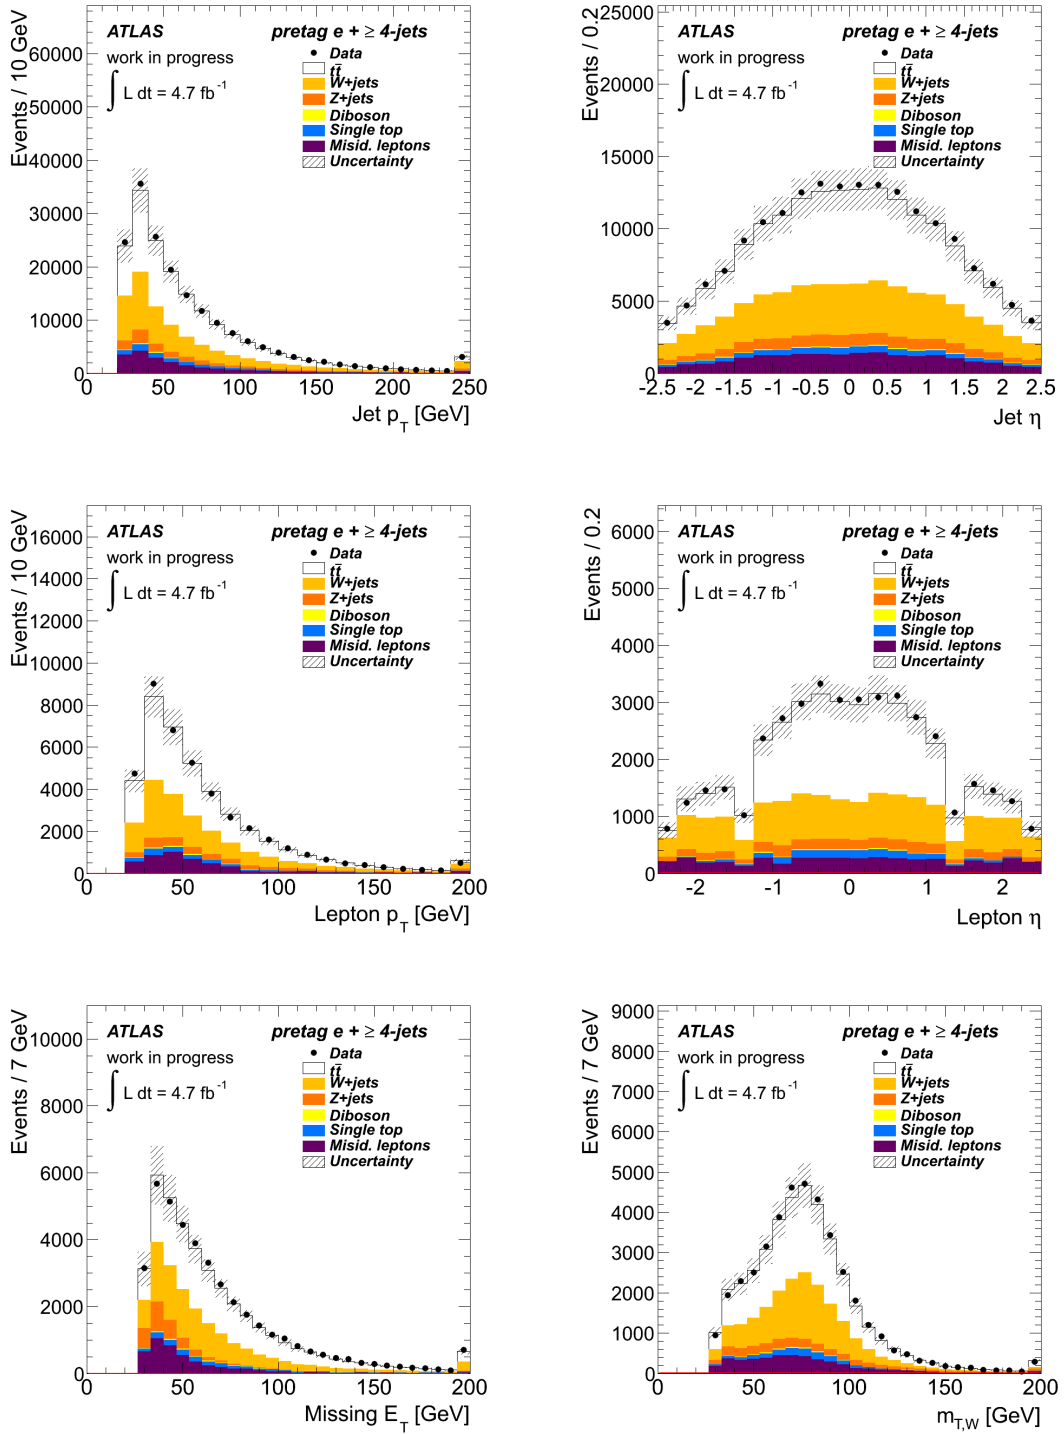 Events / 10 GeV
60000
50000
40000
30000
20000
10000
0
ATLAS
pretag e + ≥ 4-jets
work in progress
∫ L dt = 4.7 fb⁻¹
Data
tt̄
W+jets
Z+jets
Diboson
Single top
Misid. leptons
Uncertainty
0 50 100 150 200 250
Jet p_T [GeV]
Events / 0.2
25000
20000
15000
10000
5000
0
ATLAS
pretag e + ≥ 4-jets
work in progress
∫ L dt = 4.7 fb⁻¹
Data
tt̄
W+jets
Z+jets
Diboson
Single top
Misid. leptons
Uncertainty
-2.5 -2 -1.5 -1 -0.5 0 0.5 1 1.5 2 2.5
Jet η
Events / 10 GeV
16000
14000
12000
10000
8000
6000
4000
2000
0
ATLAS
pretag e + ≥ 4-jets
work in progress
∫ L dt = 4.7 fb⁻¹
Data
tt̄
W+jets
Z+jets
Diboson
Single top
Misid. leptons
Uncertainty
0 50 100 150 200
Lepton p_T [GeV]
Events / 0.2
6000
5000
4000
3000
2000
1000
0
ATLAS
pretag e + ≥ 4-jets
work in progress
∫ L dt = 4.7 fb⁻¹
Data
tt̄
W+jets
Z+jets
Diboson
Single top
Misid. leptons
Uncertainty
-2 -1 0 1 2
Lepton η
Events / 7 GeV
10000
8000
6000
4000
2000
0
ATLAS
pretag e + ≥ 4-jets
work in progress
∫ L dt = 4.7 fb⁻¹
Data
tt̄
W+jets
Z+jets
Diboson
Single top
Misid. leptons
Uncertainty
0 50 100 150 200
Missing E_T [GeV]
Events / 7 GeV
9000
8000
7000
6000
5000
4000
3000
2000
1000
0
ATLAS
pretag e + ≥ 4-jets
work in progress
∫ L dt = 4.7 fb⁻¹
Data
tt̄
W+jets
Z+jets
Diboson
Single top
Misid. leptons
Uncertainty
0 50 100 150 200
m_T,W [GeV]